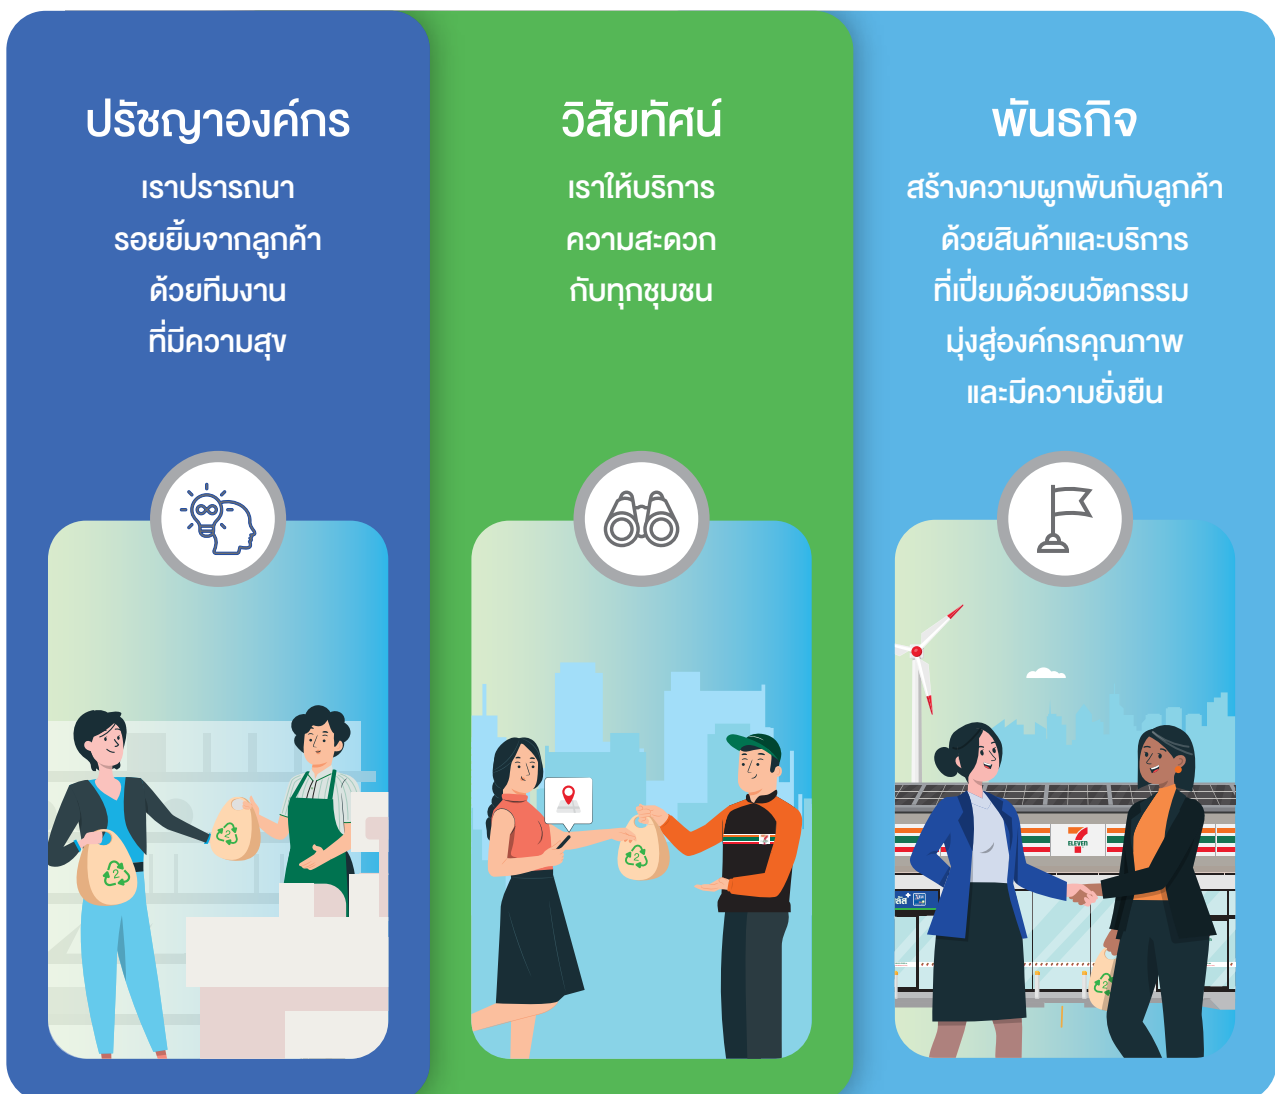 ปรัชญาองค์กร
เราปรารถนา
รอยยิ้มจากลูกค้า
ด้วยทีมงาน
ที่มีความสุข
วิสัยทัศน์
เราให้บริการ
ความสะดวก
กับทุกชุมชน
พันธกิจ
สร้างความผูกพันกับลูกค้า
ด้วยสินค้าและบริการ
ที่เปี่ยมด้วยนวัตกรรม
มุ่งสู่องค์กรคุณภาพ
และมีความยั่งยืน
2
2
2
7
ELEVEN
2